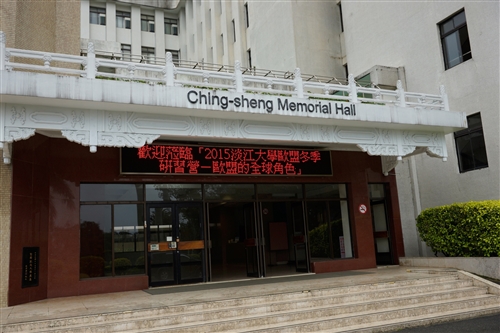 Ching-sheng Memorial Hall
歡迎蒞臨「2015淡江大學歐盟冬季
研習營－歐盟的全球角色」